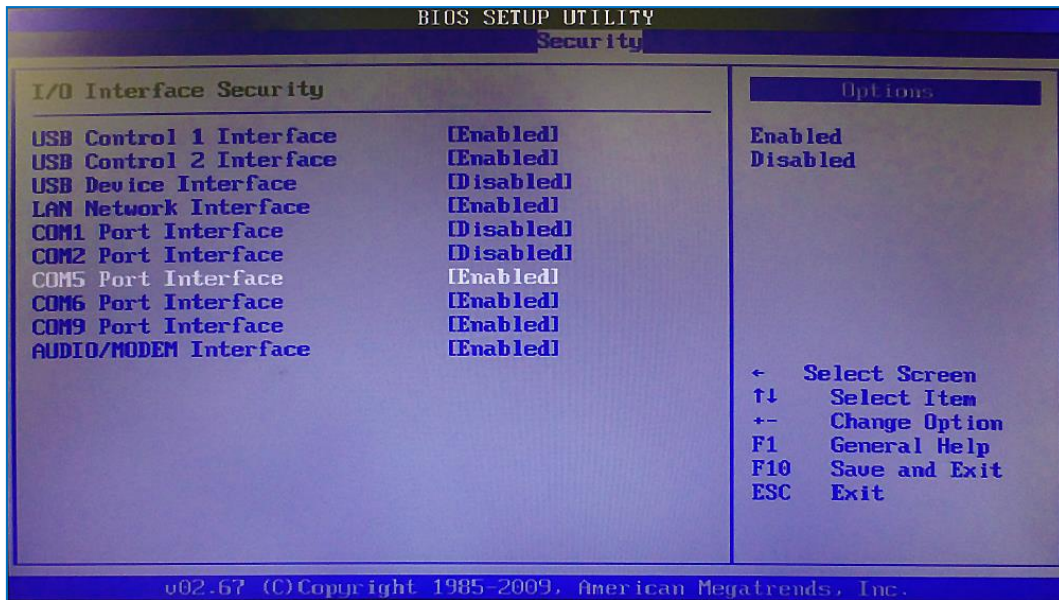 BIOS SETUP UTILITY
Security
I/O Interface Security
USB Control 1 Interface [Enabled]
USB Control 2 Interface [Enabled]
USB Device Interface [Disabled]
LAN Network Interface [Enabled]
COM1 Port Interface [Disabled]
COM2 Port Interface [Disabled]
COM5 Port Interface [Enabled]
COM6 Port Interface [Enabled]
COM9 Port Interface [Enabled]
AUDIO/MODEM Interface [Enabled]
Options
Enabled
Disabled
← Select Screen
↑↓ Select Item
+- Change Option
F1 General Help
F10 Save and Exit
ESC Exit
v02.67 (C)Copyright 1985-2009, American Megatrends, Inc.